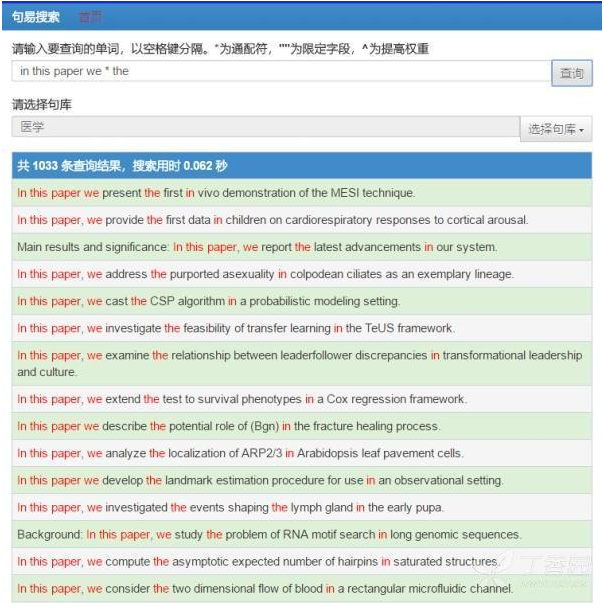 句易搜索 首页
请输入要查询的单词，以空格键分隔。*为通配符，""为限定字段，^为提高权重
in this paper we * the 查询
请选择句库
医学 选择句库
共 1033 条查询结果，搜索用时 0.062 秒
In this paper we present the first in vivo demonstration of the MESI technique.
In this paper, we provide the first data in children on cardiorespiratory responses to cortical arousal.
Main results and significance: In this paper, we report the latest advancements in our system.
In this paper, we address the purported asexuality in colpodean ciliates as an exemplary lineage.
In this paper, we cast the CSP algorithm in a probabilistic modeling setting.
In this paper, we investigate the feasibility of transfer learning in the TeUS framework.
In this paper, we examine the relationship between leaderfollower discrepancies in transformational leadership
and culture.
In this paper, we extend the test to survival phenotypes in a Cox regression framework.
In this paper we describe the potential role of (Bgn) in the fracture healing process.
In this paper, we analyze the localization of ARP2/3 in Arabidopsis leaf pavement cells.
In this paper we develop the landmark estimation procedure for use in an observational setting.
In this paper, we investigated the events shaping the lymph gland in the early pupa.
Background: In this paper, we study the problem of RNA motif search in long genomic sequences.
In this paper, we compute the asymptotic expected number of hairpins in saturated structures.
In this paper, we consider the two dimensional flow of blood in a rectangular microfluidic channel.
丁香园